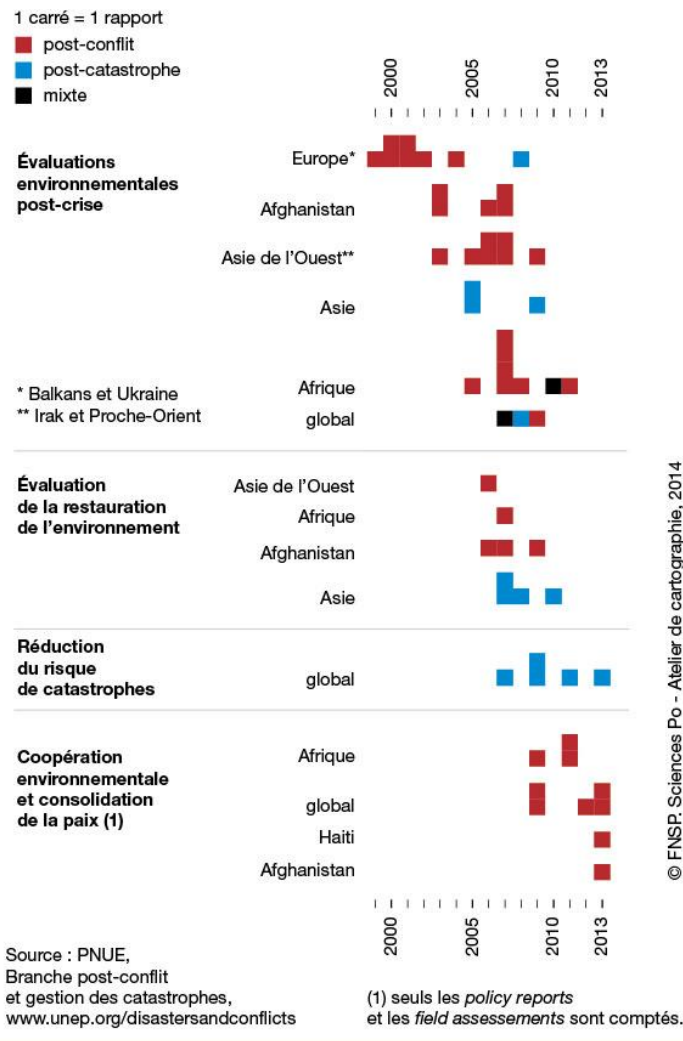 1 carré = 1 rapport
post-conflit
post-catastrophe
mixte
2000
2005
2010
2013
Évaluations
environnementales
post-crise
Europe*
Afghanistan
Asie de l'Ouest**
Asie
Afrique
global
* Balkans et Ukraine
** Irak et Proche-Orient
Évaluation
de la restauration
de l'environnement
Asie de l'Ouest
Afrique
Afghanistan
Asie
Réduction
du risque
de catastrophes
global
Coopération
environnementale
et consolidation
de la paix (1)
Afrique
global
Haiti
Afghanistan
2000
2005
2010
2013
Source : PNUE,
Branche post-conflit
et gestion des catastrophes,
www.unep.org/disastersandconflicts
(1) seuls les policy reports
et les field assessements sont comptés.
© FNSP. Sciences Po - Atelier de cartographie, 2014